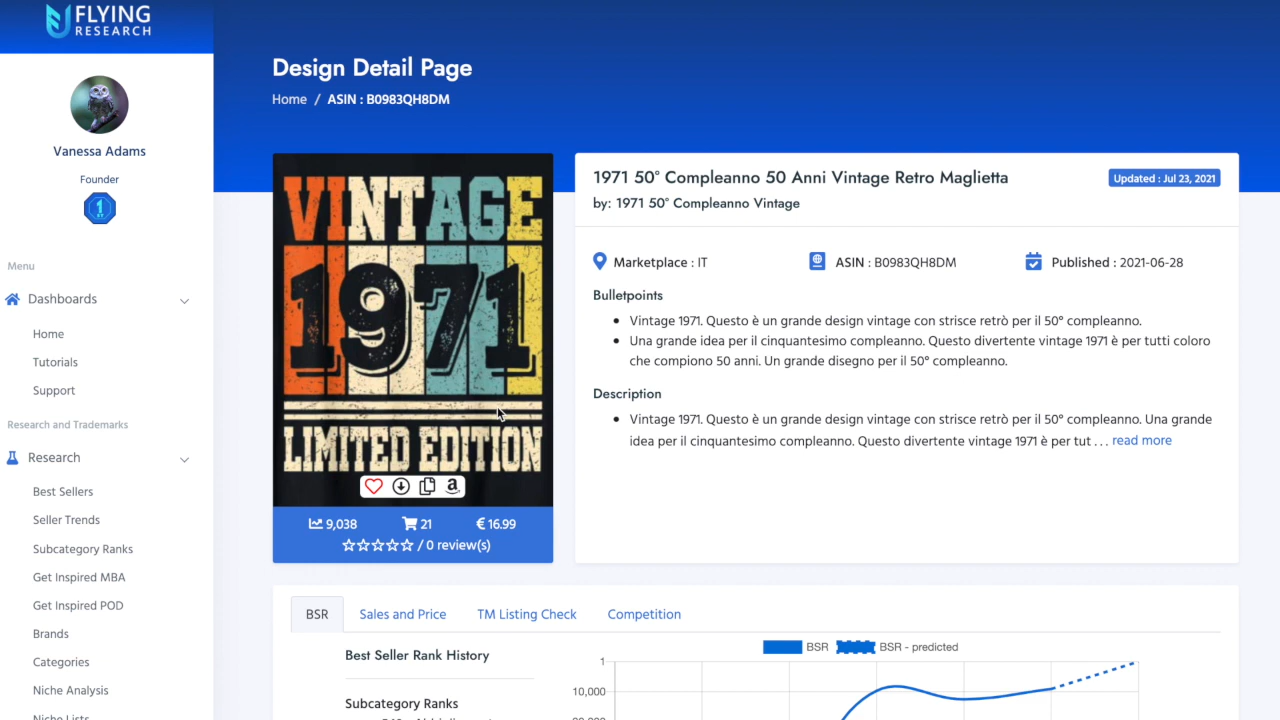 FLYING
RESEARCH
Vanessa Adams
Founder
1
ST
Menu
Dashboards
Home
Tutorials
Support
Research and Trademarks
Research
Best Sellers
Seller Trends
Subcategory Ranks
Get Inspired MBA
Get Inspired POD
Brands
Categories
Niche Analysis
Niche Lists
Design Detail Page
Home / ASIN : B0983QH8DM
VINTAGE
1971
LIMITED EDITION
9,038 21 € 16.99
/ 0 review(s)
1971 50° Compleanno 50 Anni Vintage Retro Maglietta
Updated : Jul 23, 2021
by: 1971 50° Compleanno Vintage
Marketplace : IT
ASIN : B0983QH8DM
Published : 2021-06-28
Bulletpoints
Vintage 1971. Questo è un grande design vintage con strisce retrò per il 50° compleanno.
Una grande idea per il cinquantesimo compleanno. Questo divertente vintage 1971 è per tutti coloro
che compiono 50 anni. Un grande disegno per il 50° compleanno.
Description
Vintage 1971. Questo è un grande design vintage con strisce retrò per il 50° compleanno. Una grande
idea per il cinquantesimo compleanno. Questo divertente vintage 1971 è per tut . . . read more
BSR Sales and Price TM Listing Check Competition
Best Seller Rank History
Subcategory Ranks
BSR BSR - predicted
1
10,000